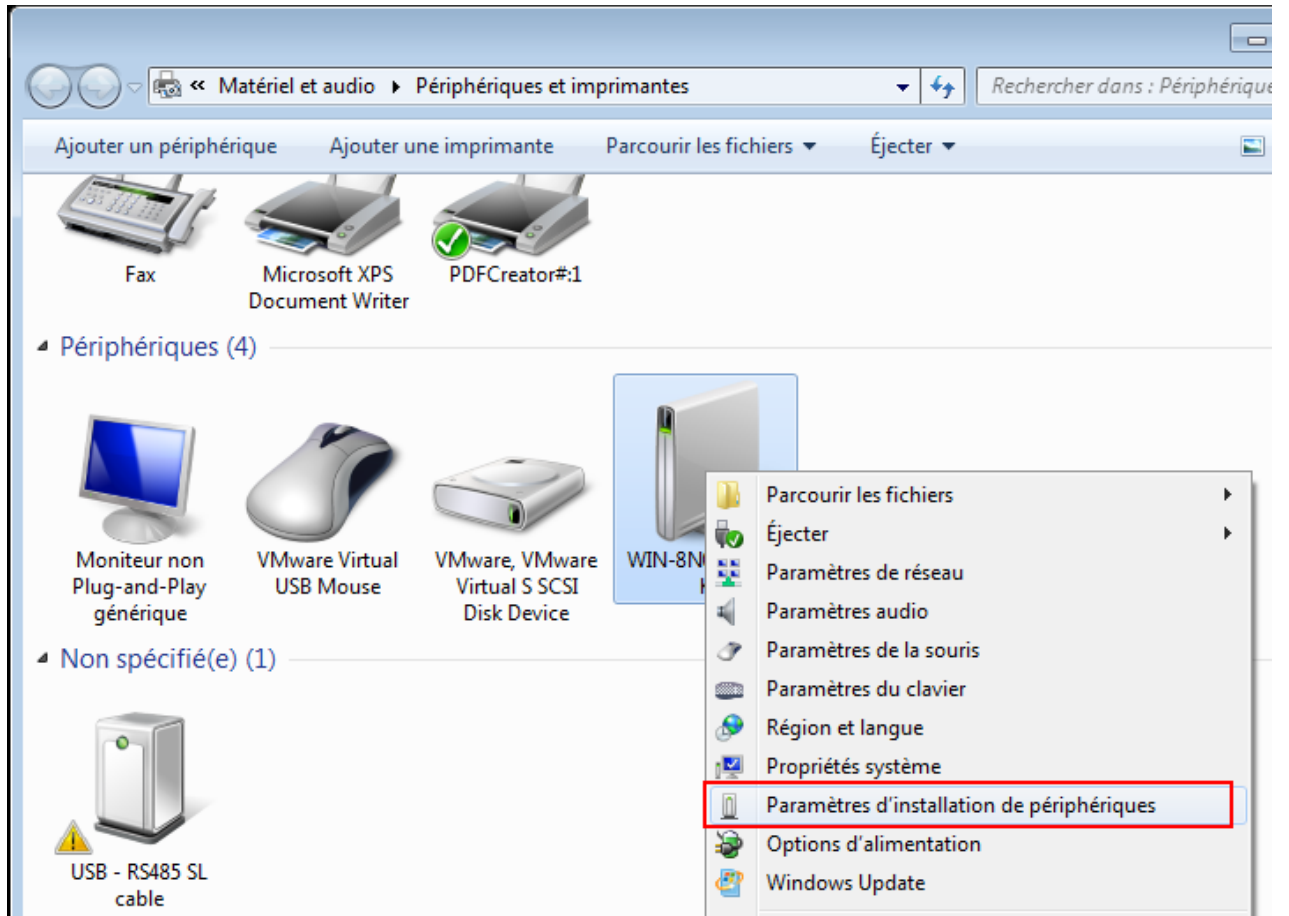 « Matériel et audio Périphériques et imprimantes
Rechercher dans : Périphérique
Ajouter un périphérique Ajouter une imprimante Parcourir les fichiers Éjecter
Fax
Microsoft XPS
Document Writer
PDFCreator#:1
Périphériques (4)
Moniteur non
Plug-and-Play
générique
VMware Virtual
USB Mouse
VMware, VMware
Virtual S SCSI
Disk Device
WIN-8N
Parcourir les fichiers
Éjecter
Paramètres de réseau
Paramètres audio
Paramètres de la souris
Paramètres du clavier
Région et langue
Propriétés système
Paramètres d'installation de périphériques
Options d'alimentation
Windows Update
Non spécifié(e) (1)
USB - RS485 SL
cable